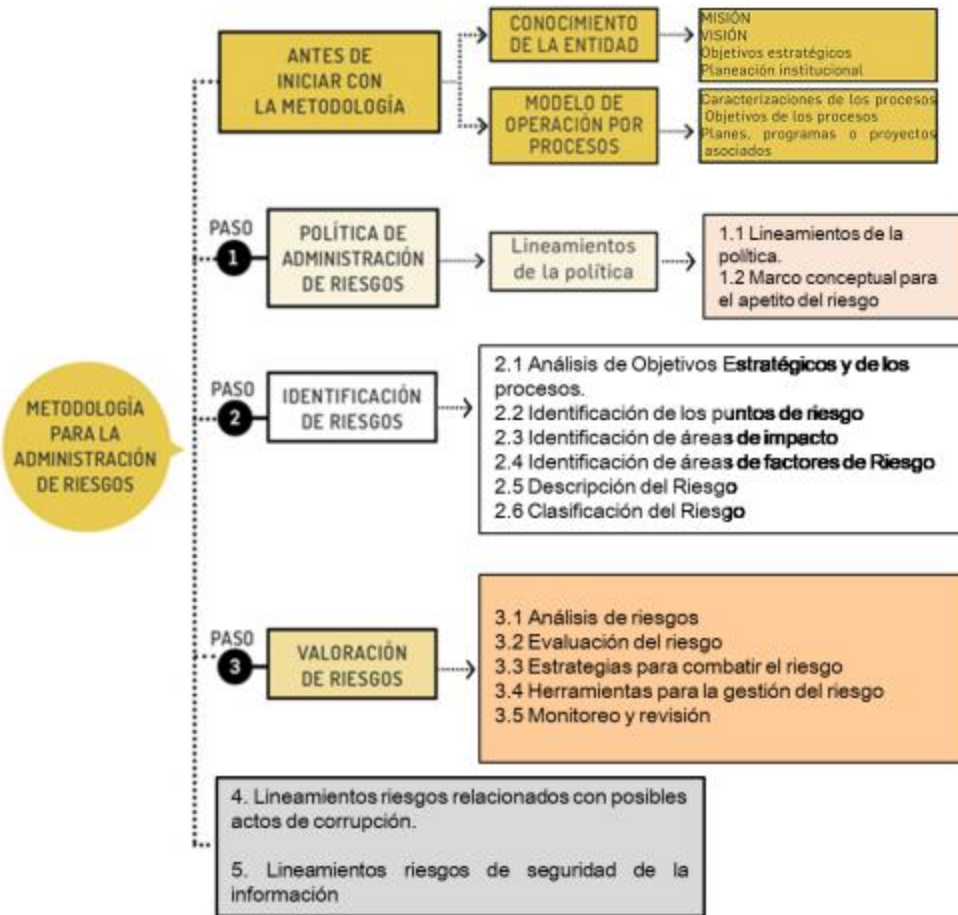 ANTES DE
INICIAR CON
LA METODOLOGÍA
CONOCIMIENTO
DE LA ENTIDAD
MISIÓN
VISIÓN
Objetivos estratégicos
Planeación institucional
MODELO DE
OPERACIÓN POR
PROCESOS
Caracterizaciones de los procesos
Objetivos de los procesos
Planes, programas o proyectos
asociados
PASO
1
POLÍTICA DE
ADMINISTRACIÓN
DE RIESGOS
Lineamientos
de la política
1.1 Lineamientos de la
política.
1.2 Marco conceptual para
el apetito del riesgo
METODOLOGÍA
PARA LA
ADMINISTRACIÓN
DE RIESGOS
PASO
2
IDENTIFICACIÓN
DE RIESGOS
2.1 Análisis de Objetivos Estratégicos y de los
procesos.
2.2 Identificación de los puntos de riesgo
2.3 Identificación de áreas de impacto
2.4 Identificación de áreas de factores de Riesgo
2.5 Descripción del Riesgo
2.6 Clasificación del Riesgo
PASO
3
VALORACIÓN
DE RIESGOS
3.1 Análisis de riesgos
3.2 Evaluación del riesgo
3.3 Estrategias para combatir el riesgo
3.4 Herramientas para la gestión del riesgo
3.5 Monitoreo y revisión
4. Lineamientos riesgos relacionados con posibles
actos de corrupción.
5. Lineamientos riesgos de seguridad de la
información